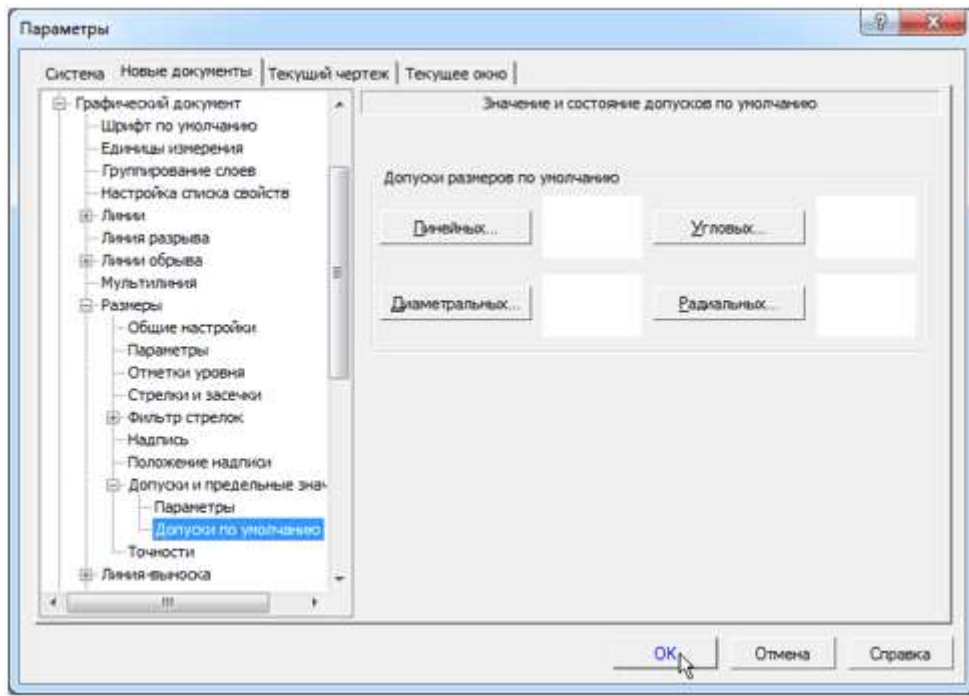 Параметры
Система Новые документы Текущий чертеж Текущее окно
Графический документ
Шрифт по умолчанию
Единицы измерения
Группирование слоев
Настройка списка свойств
Линии
Линия разрыва
Линии обрыва
Мультилиния
Размеры
Общие настройки
Параметры
Отметки уровня
Стрелки и засечки
Фильтр стрелок
Надпись
Положение надписи
Допуски и предельные знач
Параметры
Допуски по умолчанию
Точности
Линия-выноска
Значение и состояние допусков по умолчанию
Допуски размеров по умолчанию
Линейных... Угловых...
Диаметральных... Радиальных...
OK Отмена Справка